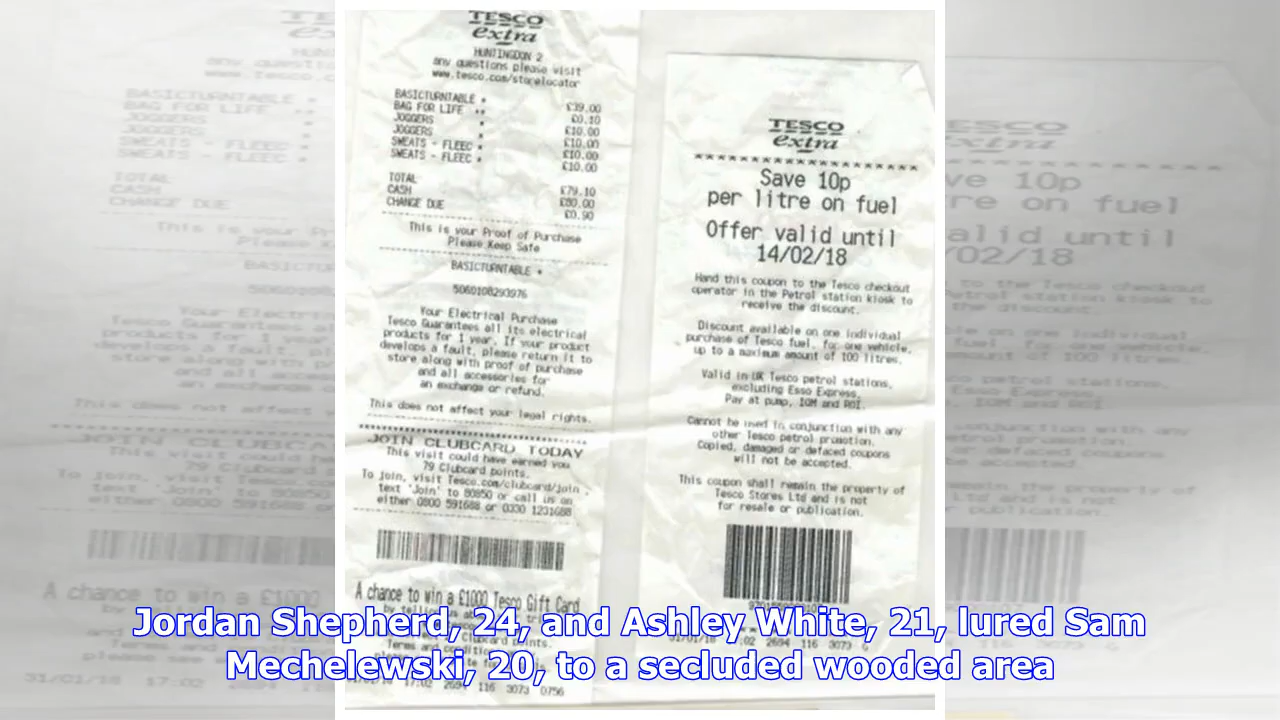 TESCO
extra
HUNTINGDON 2
any questions please visit
www.tesco.com/storelocator
BASICTURNTABLE * £39.00
BAG FOR LIFE ** £0.10
JOGGERS * £10.00
JOGGERS * £10.00
SWEATS - FLEEC * £10.00
SWEATS - FLEEC * £10.00
TOTAL £79.10
CASH £80.00
CHANGE DUE £0.90
This is your Proof of Purchase
Please Keep Safe
BASICTURNTABLE *
5060108293976
Your Electrical Purchase
Tesco Guarantees all its electrical
products for 1 year. If your product
develops a fault, please return it to
store along with proof of purchase
and all accessories for
an exchange or refund.
This does not affect your legal rights.
JOIN CLUBCARD TODAY
This visit could have earned you
79 Clubcard points.
To join, visit Tesco.com/clubcard/join,
text 'Join' to 80850 or call us on
either 0800 591688 or 0330 1231688
A chance to win a £1000 Tesco Gift Card
17:02 2694 116 3073 0756
TESCO
extra
Save 10p
per litre on fuel
Offer valid until
14/02/18
Hand this coupon to the Tesco checkout
operator in the Petrol station kiosk to
receive the discount.
Discount available on one individual
purchase of Tesco fuel, for one vehicle,
up to a maximum amount of 100 litres.
Valid in UK Tesco petrol stations,
excluding Esso Express,
Pay at pump, IOM and ROI.
Cannot be used in conjunction with any
other Tesco petrol promotion.
Copied, damaged or defaced coupons
will not be accepted.
This coupon shall remain the property of
Tesco Stores Ltd and is not
for resale or publication.
2694 116 3073
Jordan Shepherd, 24, and Ashley White, 21, lured Sam
Mechelewski, 20, to a secluded wooded area